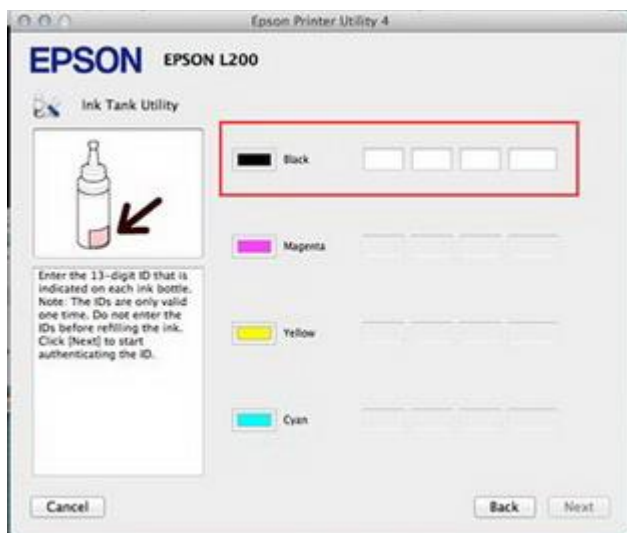 Epson Printer Utility 4
EPSON EPSON L200
Ink Tank Utility
Black
Magenta
Enter the 13-digit ID that is
indicated on each ink bottle.
Note: The IDs are only valid
one time. Do not enter the
IDs before refilling the ink.
Click [Next] to start
authenticating the ID.
Yellow
Cyan
Cancel
Back
Next